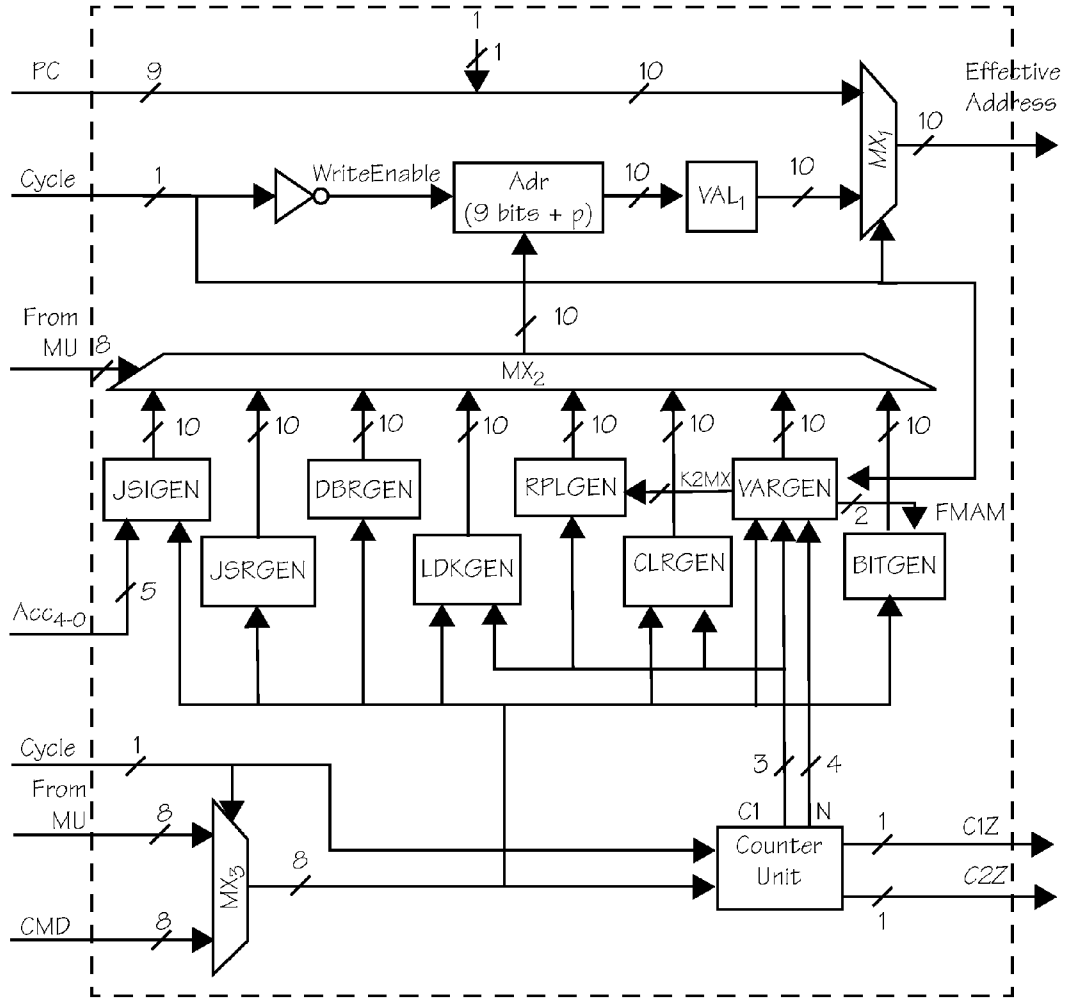 1
1
PC
9
10
Effective
Address
10
MX1
Cycle
1
WriteEnable
Adr
(9 bits + p)
10
VAL1
10
From
MU
8
10
MX2
10
10
10
10
10
10
10
10
JSIGEN
DBRGEN
RPLGEN
K2MX
VARGEN
2
FMAM
JSRGEN
LDKGEN
CLRGEN
BITGEN
5
Acc4-0
Cycle
1
3
4
From
MU
8
C1
N
Counter
Unit
1
C1Z
8
MX3
C2Z
1
CMD
8